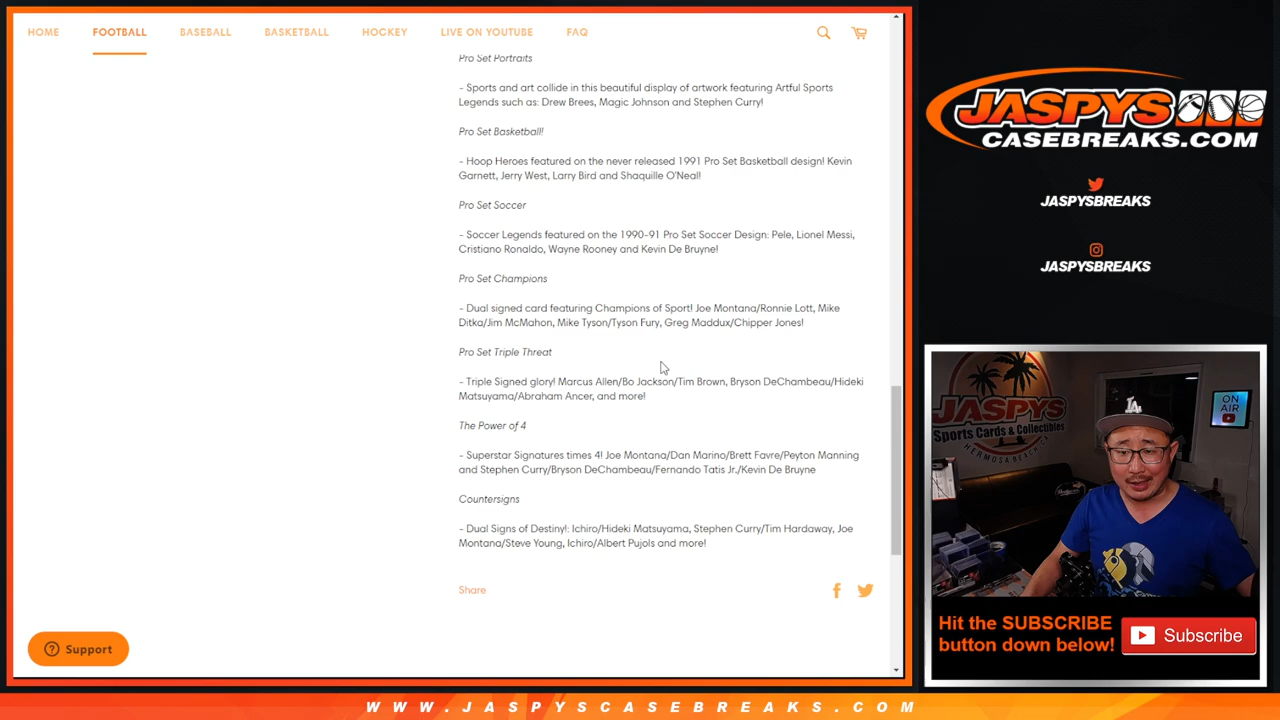 HOME FOOTBALL BASEBALL BASKETBALL HOCKEY LIVE ON YOUTUBE FAQ
Pro Set Portraits
- Sports and art collide in this beautiful display of artwork featuring Artful Sports
Legends such as: Drew Brees, Magic Johnson and Stephen Curry!
Pro Set Basketball!
- Hoop Heroes featured on the never released 1991 Pro Set Basketball design! Kevin
Garnett, Jerry West, Larry Bird and Shaquille O'Neal!
Pro Set Soccer
- Soccer Legends featured on the 1990-91 Pro Set Soccer Design: Pele, Lionel Messi,
Cristiano Ronaldo, Wayne Rooney and Kevin De Bruyne!
Pro Set Champions
- Dual signed card featuring Champions of Sport! Joe Montana/Ronnie Lott, Mike
Ditka/Jim McMahon, Mike Tyson/Tyson Fury, Greg Maddux/Chipper Jones!
Pro Set Triple Threat
- Triple Signed glory! Marcus Allen/Bo Jackson/Tim Brown, Bryson DeChambeau/Hideki
Matsuyama/Abraham Ancer, and more!
The Power of 4
- Superstar Signatures times 4! Joe Montana/Dan Marino/Brett Favre/Peyton Manning
and Stephen Curry/Bryson DeChambeau/Fernando Tatis Jr./Kevin De Bruyne
Countersigns
- Dual Signs of Destiny!: Ichiro/Hideki Matsuyama, Stephen Curry/Tim Hardaway, Joe
Montana/Steve Young, Ichiro/Albert Pujols and more!
Share
Support
JASPYS
CASEBREAKS.COM
JASPYSBREAKS
JASPYSBREAKS
JASPYS
Sports Cards & Collectibles
HERMOSA BEACH, CA
ON
AIR
LA
Hit the SUBSCRIBE
button down below!
Subscribe
WWW.JASPYSCASEBREAKS.COM